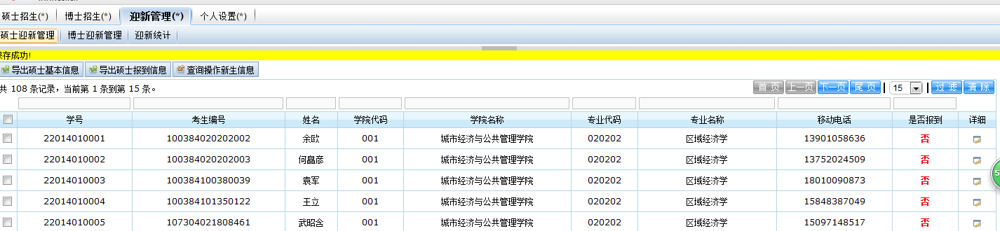 硕士招生(*) 博士招生(*) 迎新管理(*) 个人设置(*)
硕士迎新管理 博士迎新管理 迎新统计
保存成功!
导出硕士基本信息 导出硕士报到信息 查询操作新生信息
共 108 条记录，当前第 1 条到第 15 条。 首 页 上一页 下一页 尾 页 15 过 滤 清 除
学号 考生编号 姓名 学院代码 学院名称 专业代码 专业名称 移动电话 是否报到 详细
22014010001 100384020202002 余欧 001 城市经济与公共管理学院 020202 区域经济学 13901058636 否
22014010002 100384020202003 何皛彦 001 城市经济与公共管理学院 020202 区域经济学 13752024509 否
22014010003 100384100380039 袁军 001 城市经济与公共管理学院 020202 区域经济学 18010090873 否
22014010004 100384101350122 王立 001 城市经济与公共管理学院 020202 区域经济学 15848387049 否
22014010005 107304021808461 武昭含 001 城市经济与公共管理学院 020202 区域经济学 15097148517 否